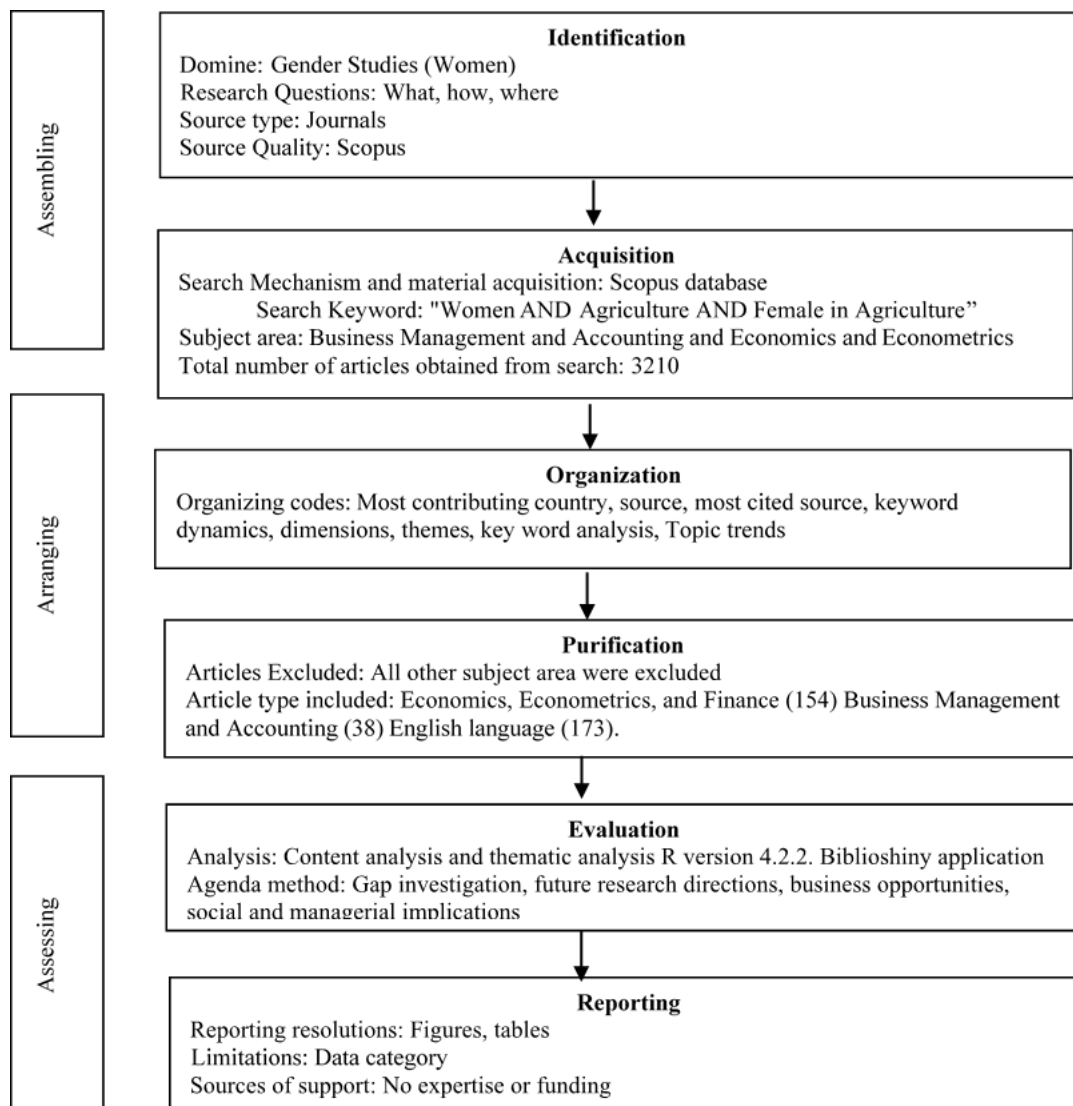 Assembling
Identification
Domine: Gender Studies (Women)
Research Questions: What, how, where
Source type: Journals
Source Quality: Scopus
Acquisition
Search Mechanism and material acquisition: Scopus database
Search Keyword: "Women AND Agriculture AND Female in Agriculture”
Subject area: Business Management and Accounting and Economics and Econometrics
Total number of articles obtained from search: 3210
Arranging
Organization
Organizing codes: Most contributing country, source, most cited source, keyword
dynamics, dimensions, themes, key word analysis, Topic trends
Purification
Articles Excluded: All other subject area were excluded
Article type included: Economics, Econometrics, and Finance (154) Business Management
and Accounting (38) English language (173).
Assessing
Evaluation
Analysis: Content analysis and thematic analysis R version 4.2.2. Biblioshiny application
Agenda method: Gap investigation, future research directions, business opportunities,
social and managerial implications
Reporting
Reporting resolutions: Figures, tables
Limitations: Data category
Sources of support: No expertise or funding